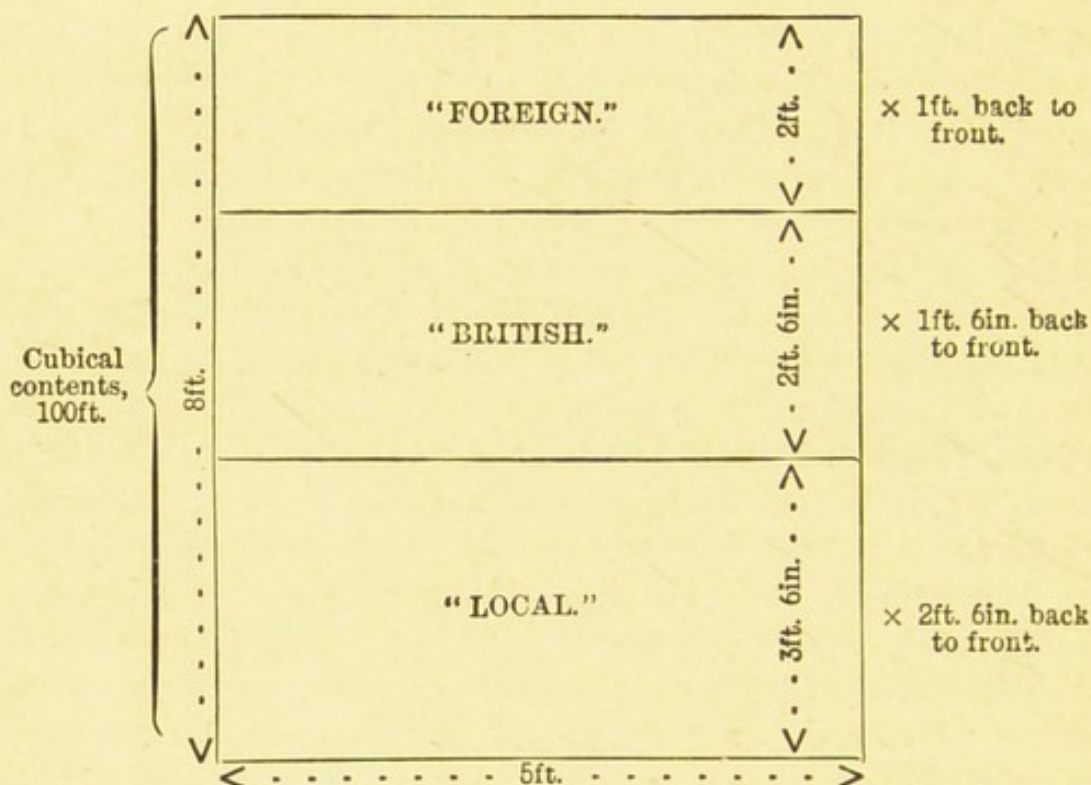 "FOREIGN."
2ft.
× 1ft. back to
front.
"BRITISH."
2ft. 6in.
× 1ft. 6in. back
to front.
Cubical
contents,
100ft.
8ft.
"LOCAL."
3ft. 6in.
× 2ft. 6in. back
to front.
5ft.